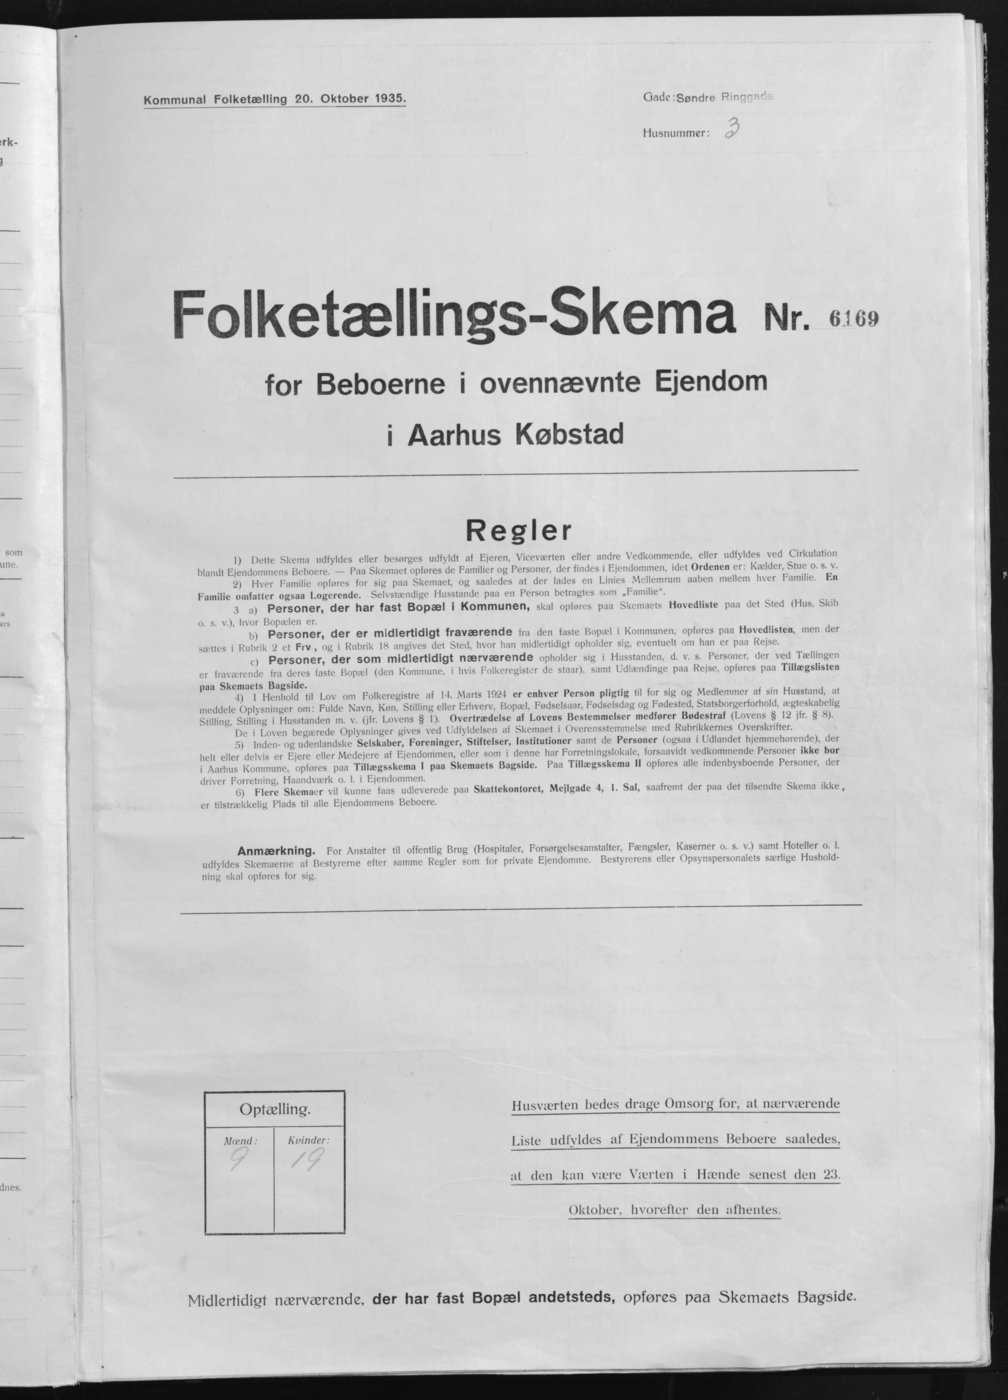 Kommunal Folketælling 20. Oktober 1935.
Gade: Søndre Ringgade
Husnummer: 3
Folketællings-Skema Nr. 6169
for Beboerne i ovennævnte Ejendom
i Aarhus Købstad
Regler
1) Dette Skema udfyldes eller besørges udfyldt af Ejeren, Viceværten eller andre Vedkommende, eller udfyldes ved Cirkulation
blandt Ejendommens Beboere. — Paa Skemaet opføres de Familier og Personer, der findes i Ejendommen, idet Ordenen er: Kælder, Stue o. s. v.
2) Hver Familie opføres for sig paa Skemaet, og saaledes at der lades en Linies Mellemrum aaben mellem hver Familie. En
Familie omfatter ogsaa Logerende. Selvstændige Husstande paa en Person betragtes som „Familie“.
3 a) Personer, der har fast Bopæl i Kommunen, skal opføres paa Skemaets Hovedliste paa det Sted (Hus, Skib
o. s. v.), hvor Bopælen er.
b) Personer, der er midlertidigt fraværende fra den faste Bopæl i Kommunen, opføres paa Hovedlisten, men der
sættes i Rubrik 2 et Frv., og i Rubrik 18 angives det Sted, hvor han midlertidigt opholder sig, eventuelt om han er paa Rejse.
c) Personer, der som midlertidigt nærværende opholder sig i Husstanden, d. v. s. Personer, der ved Tællingen
er fraværende fra deres faste Bopæl (den Kommune, i hvis Folkeregister de staar), samt Udlændinge paa Rejse, opføres paa Tillægslisten
paa Skemaets Bagside.
4) I Henhold til Lov om Folkeregistre af 14. Marts 1924 er enhver Person pligtig til for sig og Medlemmer af sin Husstand, at
meddele Oplysninger om: Fulde Navn, Køn, Stilling eller Erhverv, Bopæl, Fødselsaar, Fødselsdag og Fødested, Statsborgerforhold, ægteskabelig
Stilling, Stilling i Husstanden m. v. (jfr. Lovens § 1). Overtrædelse af Lovens Bestemmelser medfører Bødestraf (Lovens § 12 jfr. § 8).
De i Loven begærede Oplysninger gives ved Udfyldelsen af Skemaet i Overensstemmelse med Rubrikkernes Overskrifter.
5) Inden- og udenlandske Selskaber, Foreninger, Stiftelser, Institutioner samt de Personer (ogsaa i Udlandet hjemmehørende), der
helt eller delvis er Ejere eller Medejere af Ejendommen, eller som i denne har Forretningslokale, forsaavidt vedkommende Personer ikke bor
i Aarhus Kommune, opføres paa Tillægsskema I paa Skemaets Bagside. Paa Tillægsskema II opføres alle indenbysboende Personer, der
driver Forretning, Haandværk o. l. i Ejendommen.
6) Flere Skemaer vil kunne faas udleverede paa Skattekontoret, Mejlgade 4, 1. Sal, saafremt der paa det tilsendte Skema ikke,
er tilstrækkelig Plads til alle Ejendommens Beboere.
Anmærkning. For Anstalter til offentlig Brug (Hospitaler, Forsørgelsesanstalter, Fængsler, Kaserner o. s. v.) samt Hoteller o. l.
udfyldes Skemaerne af Bestyrerne efter samme Regler som for private Ejendomme. Bestyrerens eller Opsynspersonalets særlige Hushold-
ning skal opføres for sig.
Optælling.
Mænd: Kvinder:
9 19
Husværten bedes drage Omsorg for, at nærværende
Liste udfyldes af Ejendommens Beboere saaledes,
at den kan være Værten i Hænde senest den 23.
Oktober, hvorefter den afhentes.
Midlertidigt nærværende, der har fast Bopæl andetsteds, opføres paa Skemaets Bagside.